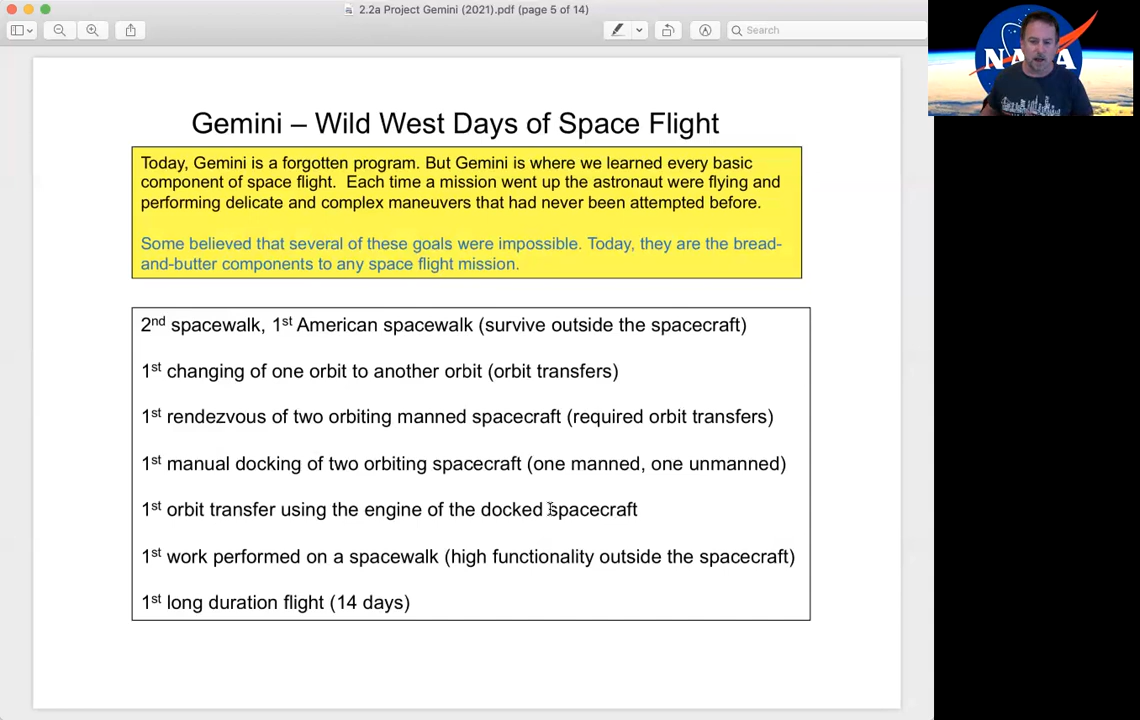 2.2a Project Gemini (2021).pdf (page 5 of 14)
Search
NASA
Gemini – Wild West Days of Space Flight
Today, Gemini is a forgotten program. But Gemini is where we learned every basic
component of space flight. Each time a mission went up the astronaut were flying and
performing delicate and complex maneuvers that had never been attempted before.
Some believed that several of these goals were impossible. Today, they are the bread-
and-butter components to any space flight mission.
2nd spacewalk, 1st American spacewalk (survive outside the spacecraft)
1st changing of one orbit to another orbit (orbit transfers)
1st rendezvous of two orbiting manned spacecraft (required orbit transfers)
1st manual docking of two orbiting spacecraft (one manned, one unmanned)
1st orbit transfer using the engine of the docked spacecraft
1st work performed on a spacewalk (high functionality outside the spacecraft)
1st long duration flight (14 days)